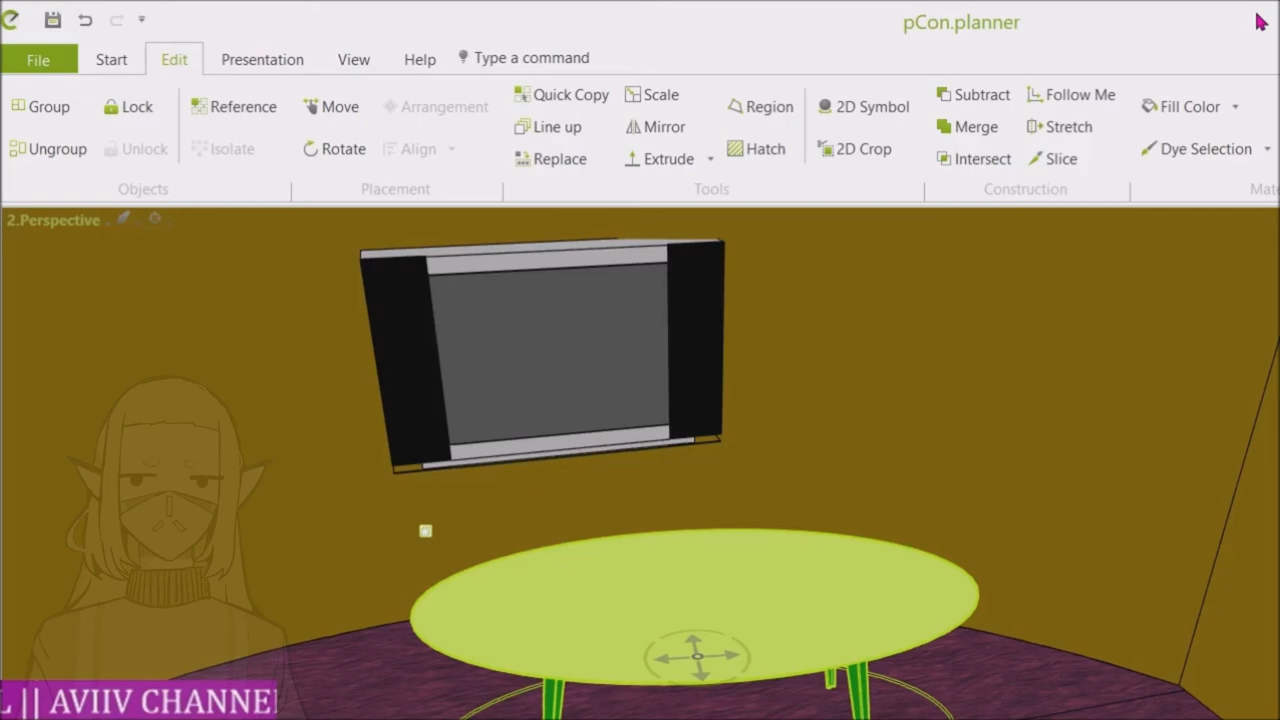 pCon.planner
File Start Edit Presentation View Help Type a command
Group Lock Reference Move Arrangement Quick Copy Scale Region 2D Symbol Subtract Follow Me Fill Color
Line up Mirror Merge Stretch
Ungroup Unlock Isolate Rotate Align Replace Extrude Hatch 2D Crop Intersect Slice Dye Selection
Objects Placement Tools Construction
2.Perspective
|| AVIIV CHANNEL